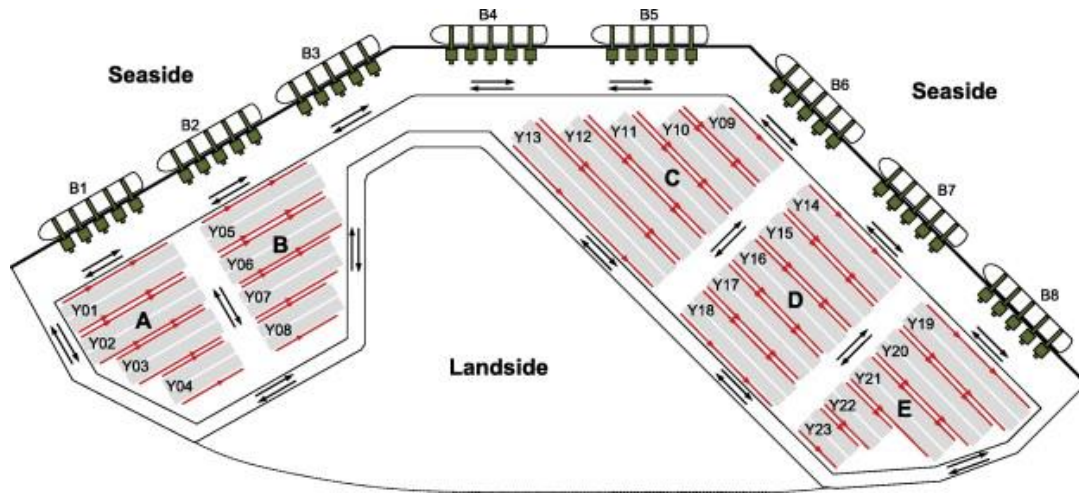 B4
B5
B3
Seaside
B6
Seaside
B2
Y13
Y12
Y11
Y10
Y09
B1
C
B7
Y14
Y05
Y15
B
Y06
Y16
B8
Y07
Y17
D
Y01
A
Y18
Y08
Y19
Y02
Y20
Y03
Landside
Y21
Y04
E
Y22
Y23